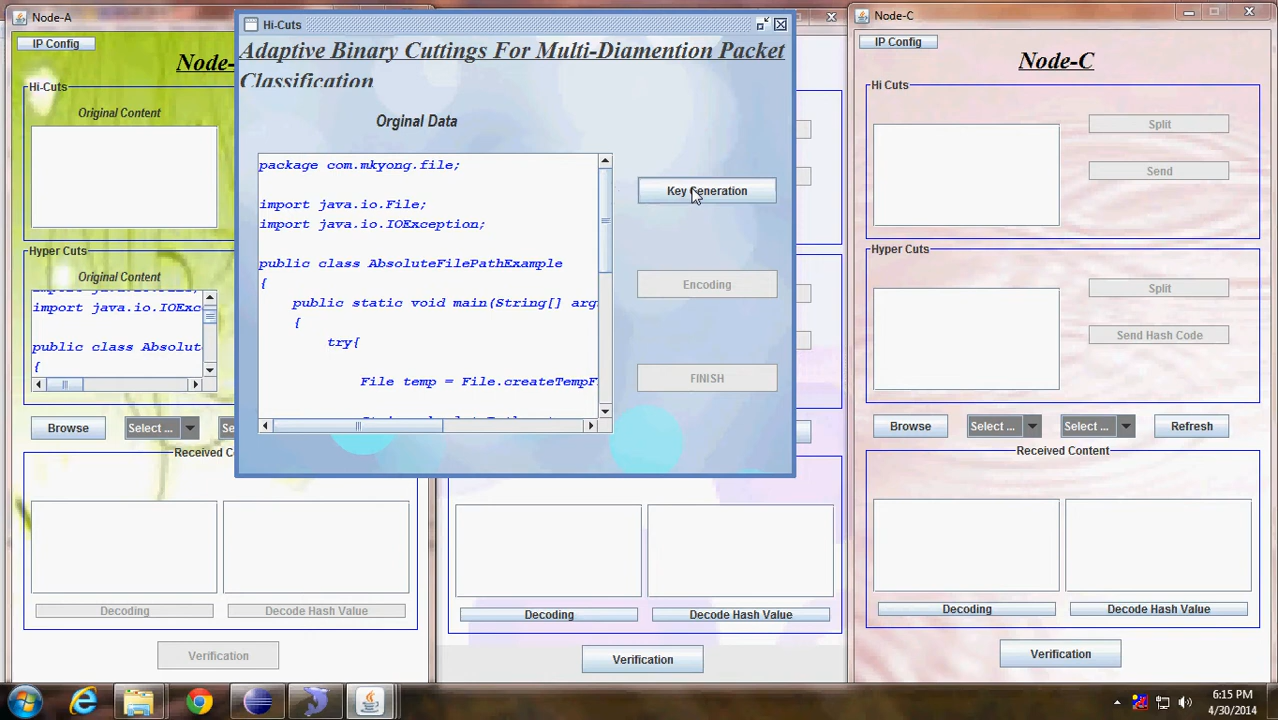 Node-A
IP Config
Node-
Hi-Cuts
Original Content
Hyper Cuts
Original Content
import java.io.IOExc
public class Absolut
{
Browse
Select ...
Se
Received C
Decoding
Decode Hash Value
Verification
Hi-Cuts
Adaptive Binary Cuttings For Multi-Diamention Packet
Classification
Orginal Data
package com.mkyong.file;
import java.io.File;
import java.io.IOException;
public class AbsoluteFilePathExample
{
public static void main(String[] arg
{
try{
File temp = File.createTempF
Key Generation
Encoding
FINISH
Decoding
Decode Hash Value
Verification
Node-C
IP Config
Node-C
Hi Cuts
Split
Send
Hyper Cuts
Split
Send Hash Code
Browse
Select ...
Select ...
Refresh
Received Content
Decoding
Decode Hash Value
Verification
6:15 PM
4/30/2014